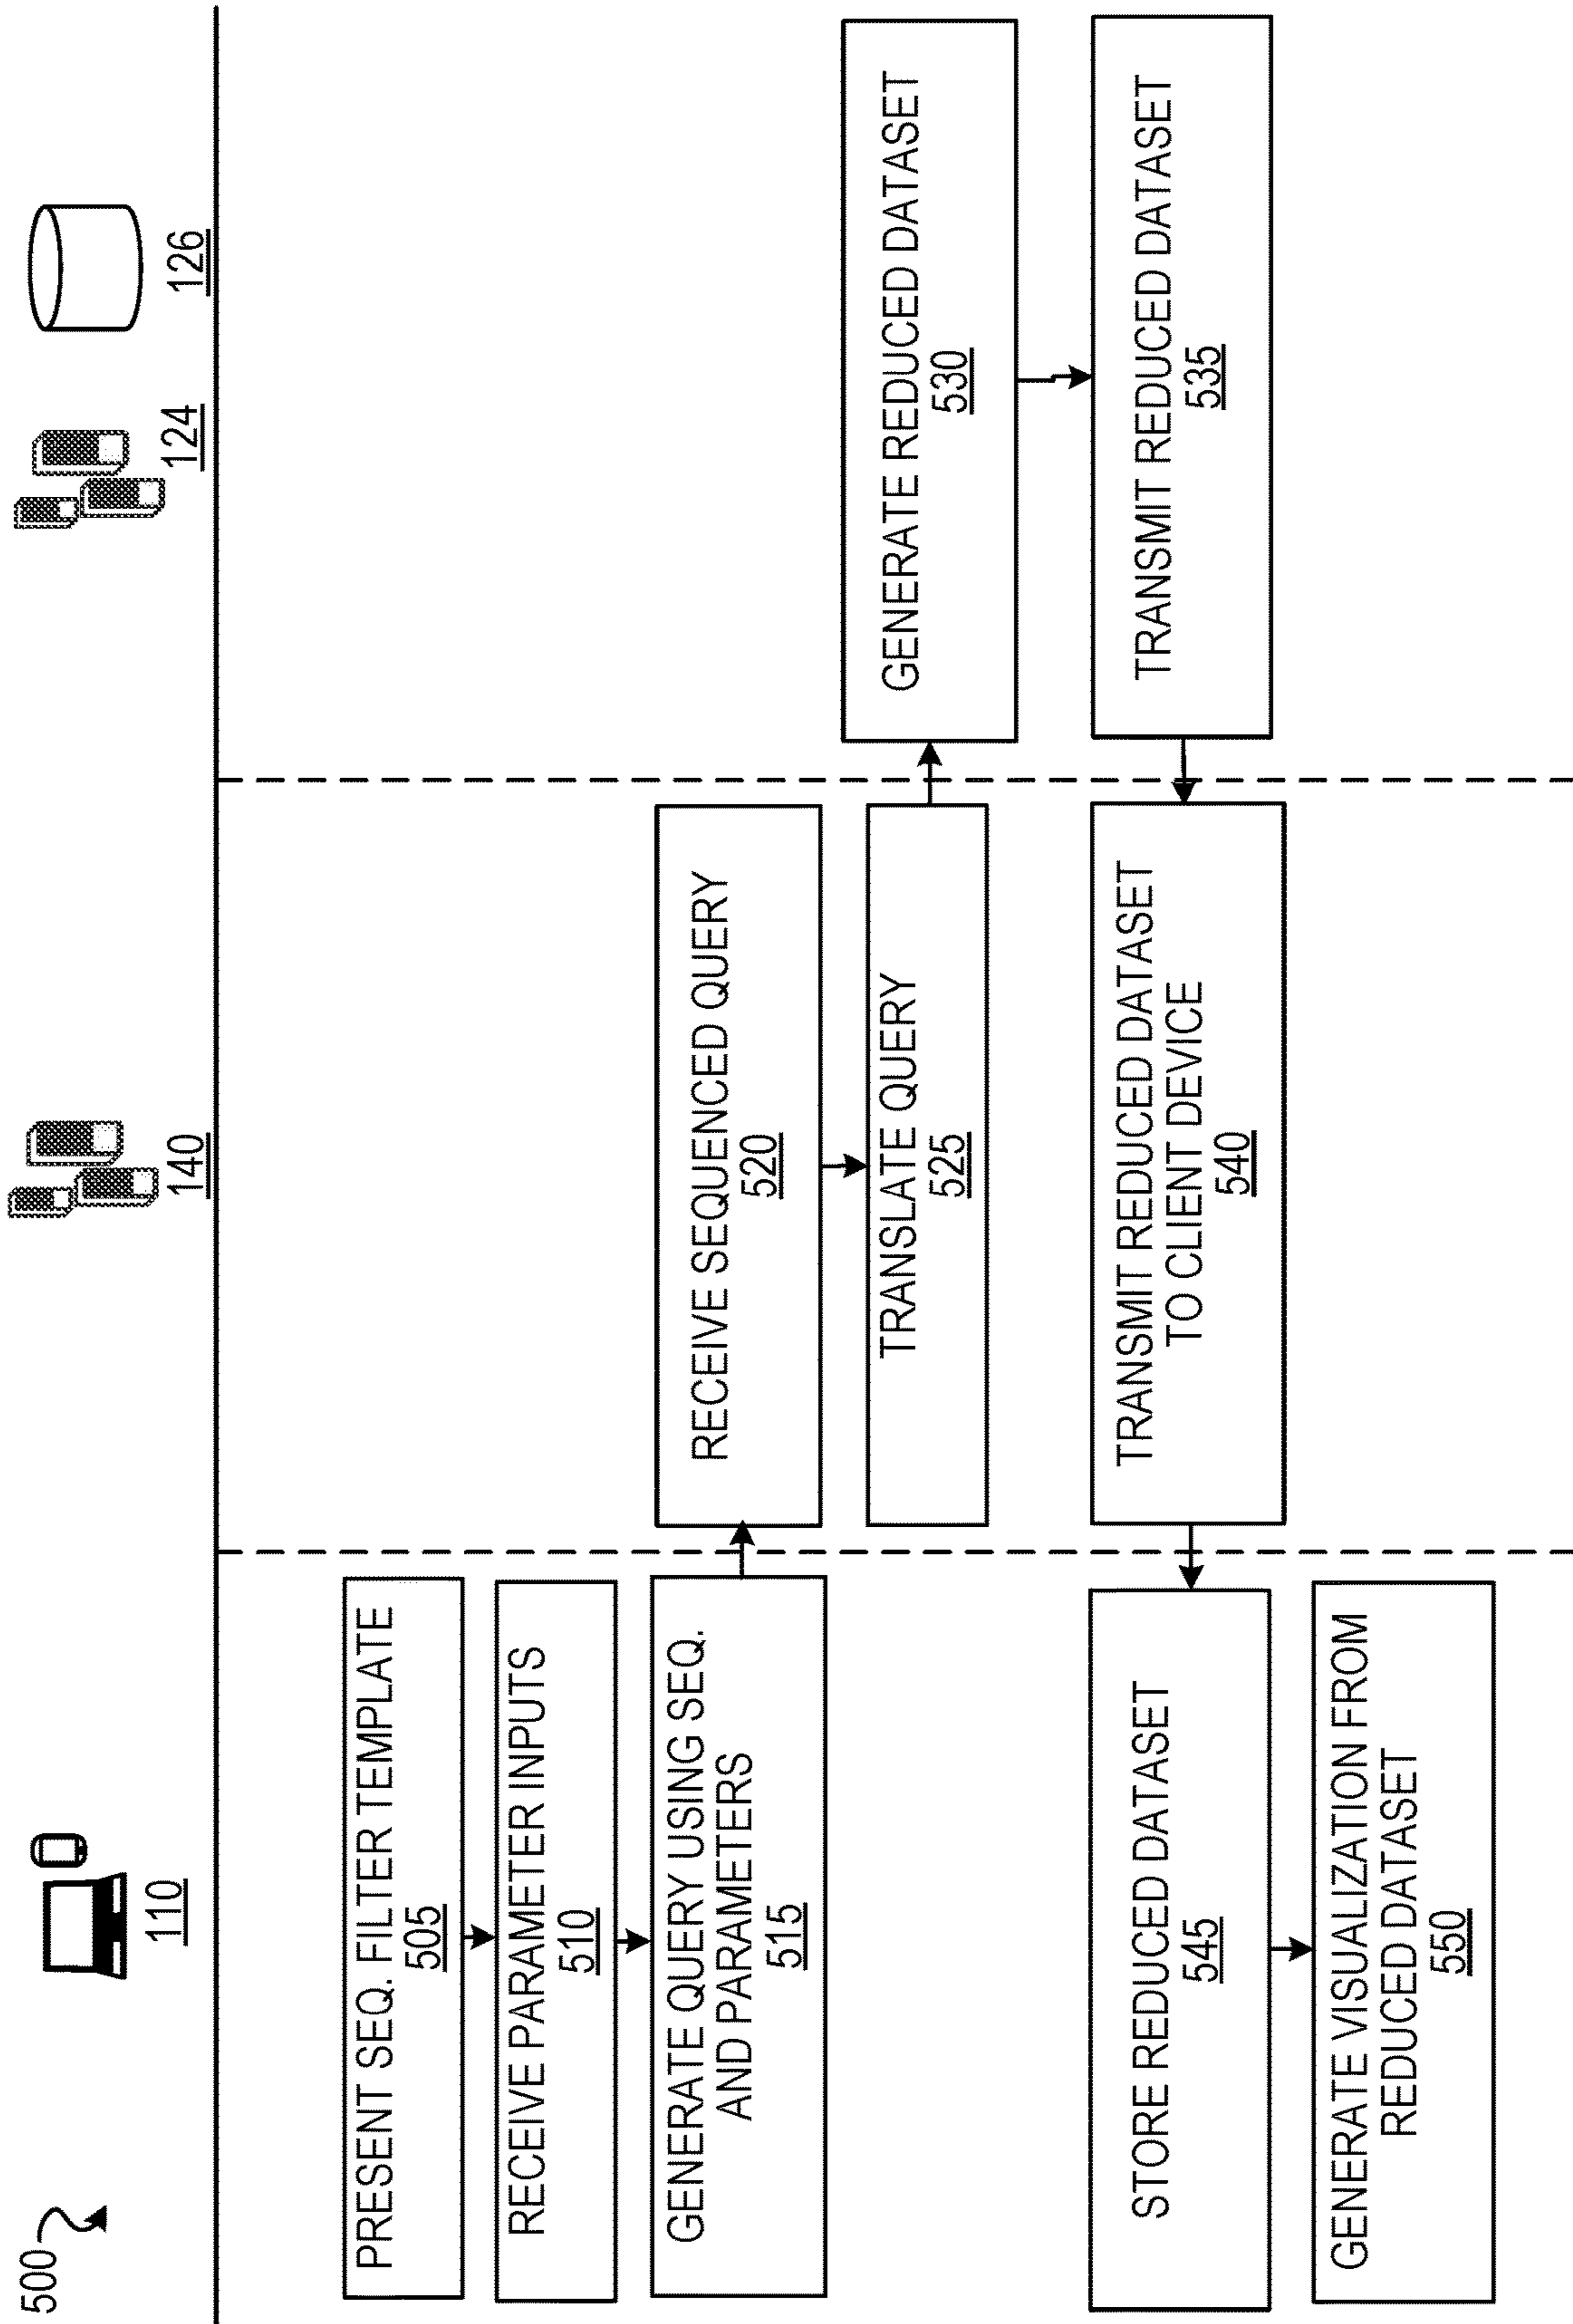 500
110
140
124
126
PRESENT SEQ. FILTER TEMPLATE
505
RECEIVE PARAMETER INPUTS
510
GENERATE QUERY USING SEQ.
AND PARAMETERS
515
RECEIVE SEQUENCED QUERY
520
TRANSLATE QUERY
525
GENERATE REDUCED DATASET
530
TRANSMIT REDUCED DATASET
535
TRANSMIT REDUCED DATASET
TO CLIENT DEVICE
540
STORE REDUCED DATASET
545
GENERATE VISUALIZATION FROM
REDUCED DATASET
550